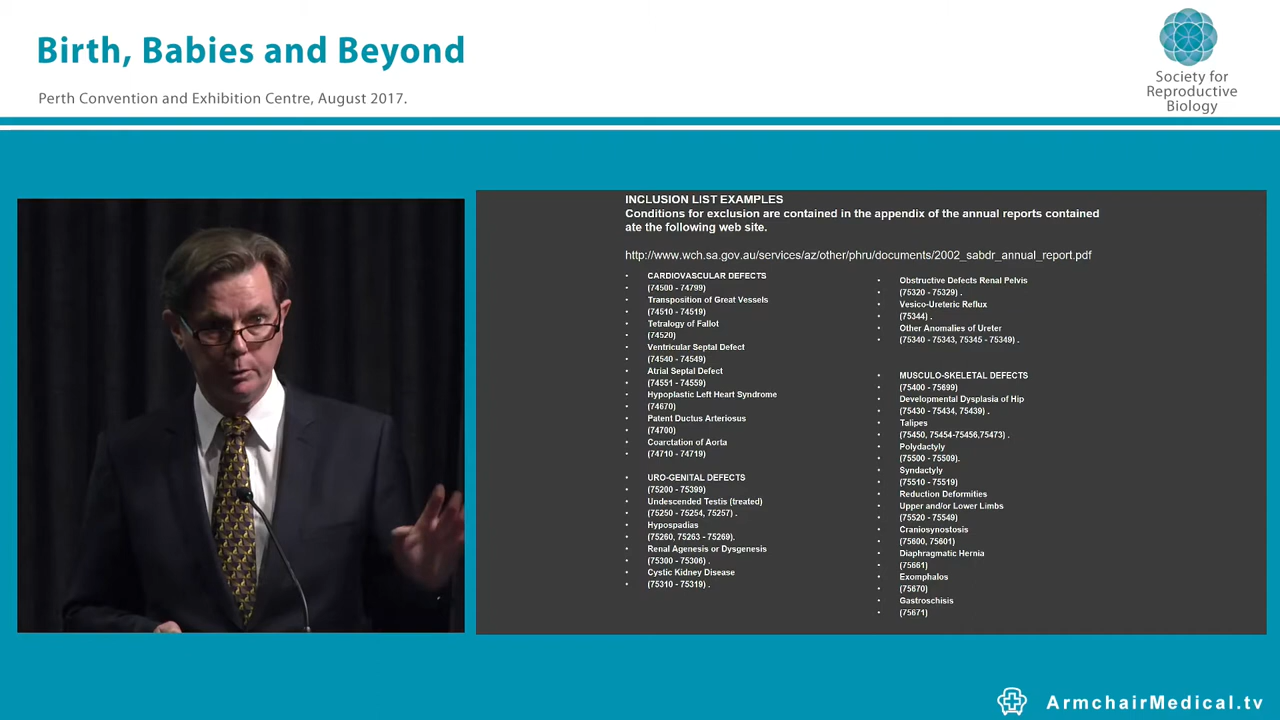 Birth, Babies and Beyond
Perth Convention and Exhibition Centre, August 2017.
Society for
Reproductive
Biology
INCLUSION LIST EXAMPLES
Conditions for exclusion are contained in the appendix of the annual reports contained
ate the following web site.
http://www.wch.sa.gov.au/services/az/other/phru/documents/2002_sabdr_annual_report.pdf
• CARDIOVASCULAR DEFECTS
• (74500 - 74799)
• Transposition of Great Vessels
• (74510 - 74519)
• Tetralogy of Fallot
• (74520)
• Ventricular Septal Defect
• (74540 - 74549)
• Atrial Septal Defect
• (74551 - 74559)
• Hypoplastic Left Heart Syndrome
• (74670)
• Patent Ductus Arteriosus
• (74700)
• Coarctation of Aorta
• (74710 - 74719)
• URO-GENITAL DEFECTS
• (75200 - 75399)
• Undescended Testis (treated)
• (75250 - 75254, 75257) .
• Hypospadias
• (75260, 75263 - 75269).
• Renal Agenesis or Dysgenesis
• (75300 - 75306) .
• Cystic Kidney Disease
• (75310 - 75319) .
• Obstructive Defects Renal Pelvis
• (75320 - 75329) .
• Vesico-Ureteric Reflux
• (75344) .
• Other Anomalies of Ureter
• (75340 - 75343, 75345 - 75349) .
• MUSCULO-SKELETAL DEFECTS
• (75400 - 75699)
• Developmental Dysplasia of Hip
• (75430 - 75434, 75439) .
• Talipes
• (75450, 75454-75456,75473) .
• Polydactyly
• (75500 - 75509).
• Syndactyly
• (75510 - 75519)
• Reduction Deformities
• Upper and/or Lower Limbs
• (75520 - 75549)
• Craniosynostosis
• (75600, 75601)
• Diaphragmatic Hernia
• (75661)
• Exomphalos
• (75670)
• Gastroschisis
• (75671)
ArmchairMedical.tv